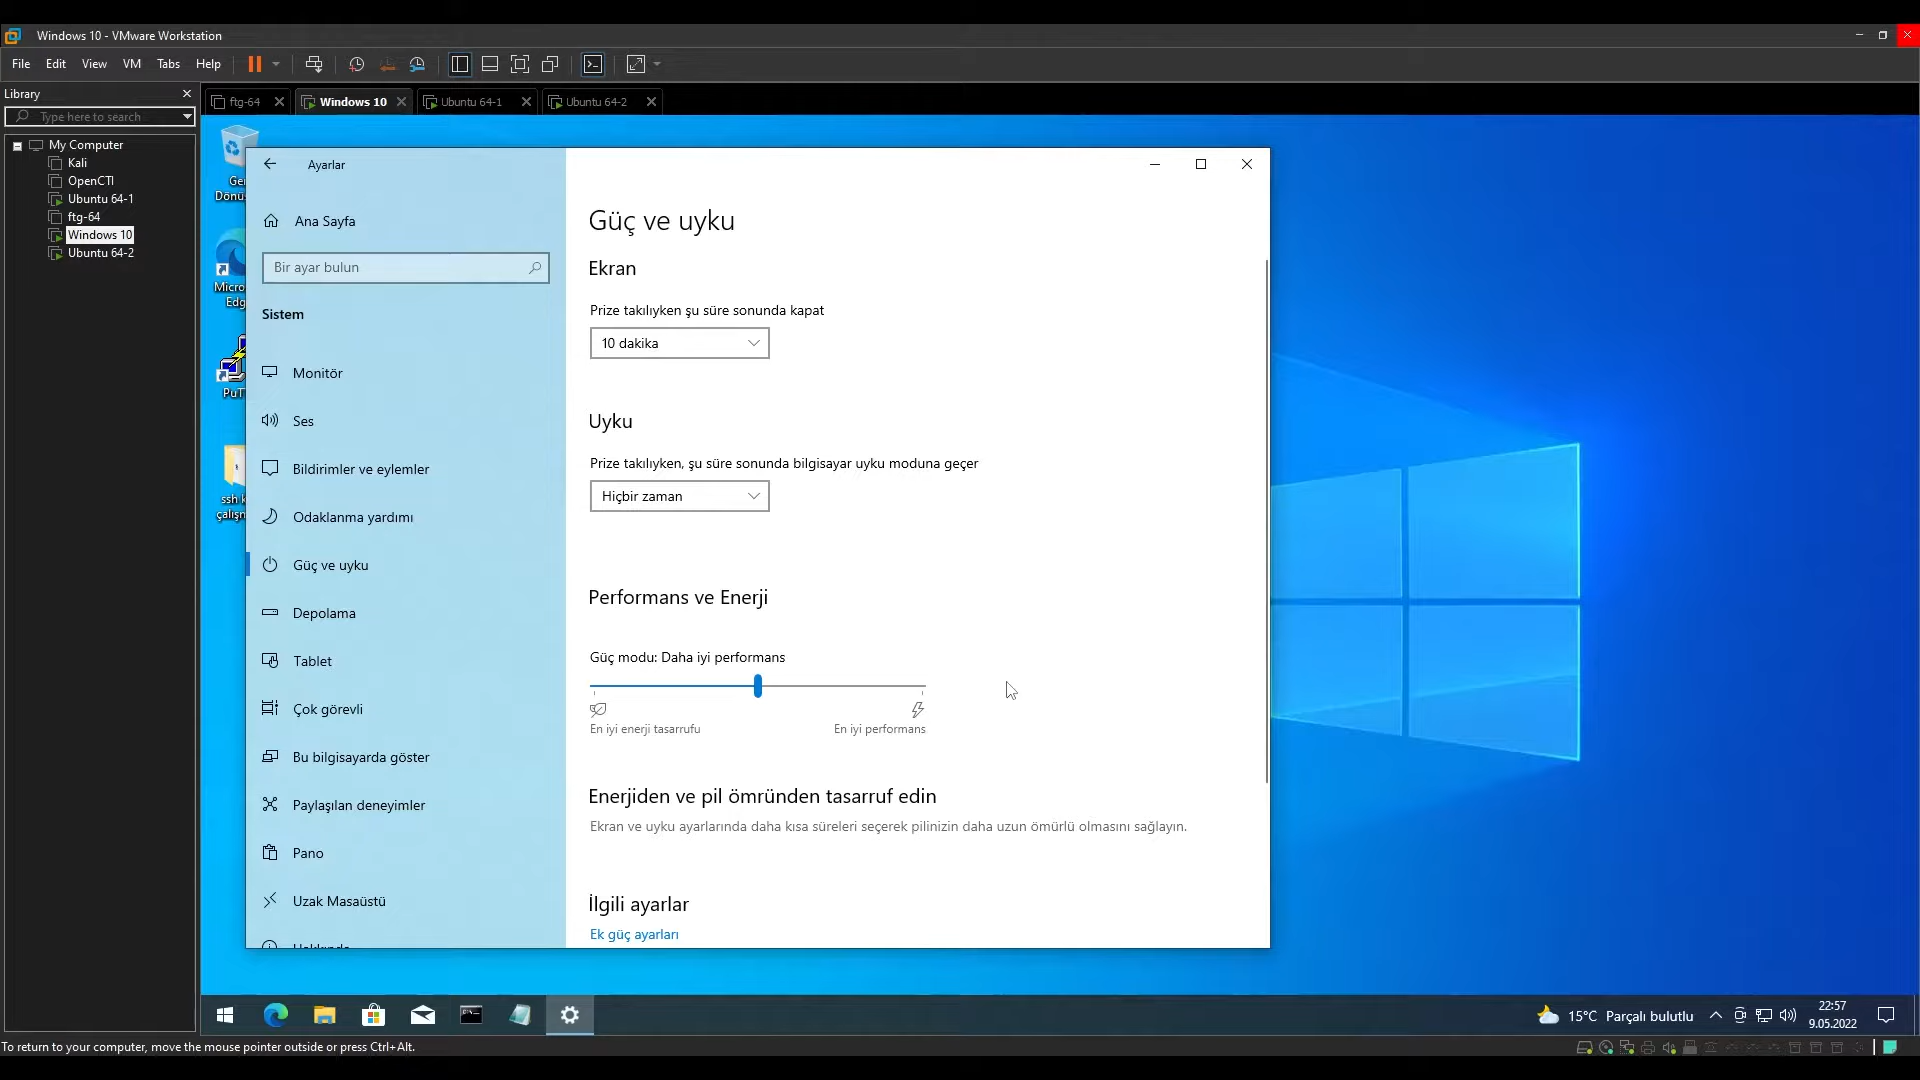 Windows 10 - VMware Workstation
File Edit View VM Tabs Help
Library
Type here to search
My Computer
Kali
OpenCTI
Ubuntu 64-1
ftg-64
Windows 10
Ubuntu 64-2
ftg-64
Windows 10
Ubuntu 64-1
Ubuntu 64-2
Ayarlar
Ana Sayfa
Bir ayar bulun
Sistem
Monitör
Ses
Bildirimler ve eylemler
Odaklanma yardımı
Güç ve uyku
Depolama
Tablet
Çok görevli
Bu bilgisayarda göster
Paylaşılan deneyimler
Pano
Uzak Masaüstü
Güç ve uyku
Ekran
Prize takılıyken şu süre sonunda kapat
10 dakika
Uyku
Prize takılıyken, şu süre sonunda bilgisayar uyku moduna geçer
Hiçbir zaman
Performans ve Enerji
Güç modu: Daha iyi performans
En iyi enerji tasarrufu
En iyi performans
Enerjiden ve pil ömründen tasarruf edin
Ekran ve uyku ayarlarında daha kısa süreleri seçerek pilinizin daha uzun ömürlü olmasını sağlayın.
İlgili ayarlar
Ek güç ayarları
15°C Parçalı bulutlu
22:57
9.05.2022
To return to your computer, move the mouse pointer outside or press Ctrl+Alt.